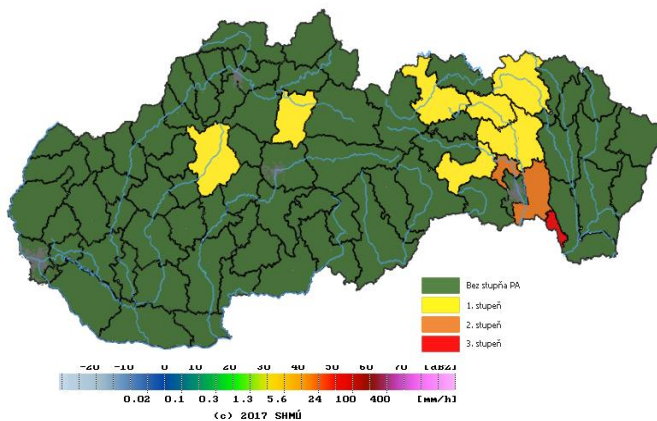 Bez stupňa PA
1. stupeň
2. stupeň
3. stupeň
-20 -10 0 10 20 30 40 50 60 70 [dBZ]
0.02 0.1 0.3 1.3 5.6 24 100 400 [mm/h]
(c) 2017 SHMÚ